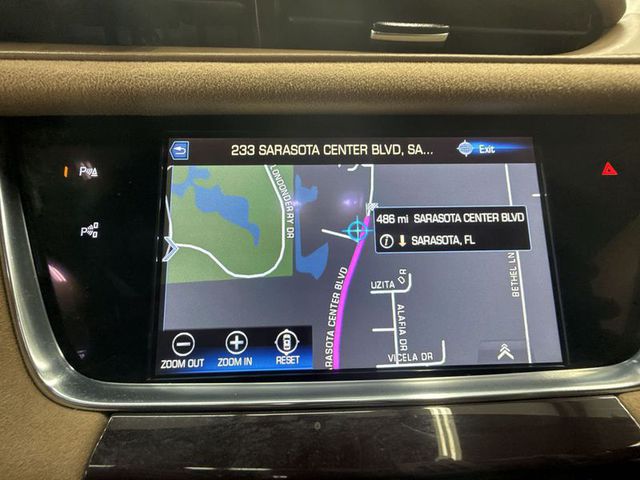 233 SARASOTA CENTER BLVD, SA...
Exit
LONDONDERRY DR
486 mi SARASOTA CENTER BLVD
SARASOTA, FL
BETHEL LN
UZITA
DR
ALAFIA DR
SARASOTA CENTER BLVD
VICELA DR
ZOOM OUT
ZOOM IN
RESET